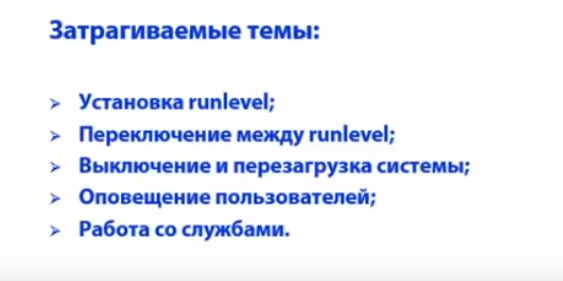 Затрагиваемые темы:
➢ Установка runlevel;
➢ Переключение между runlevel;
➢ Выключение и перезагрузка системы;
➢ Оповещение пользователей;
➢ Работа со службами.